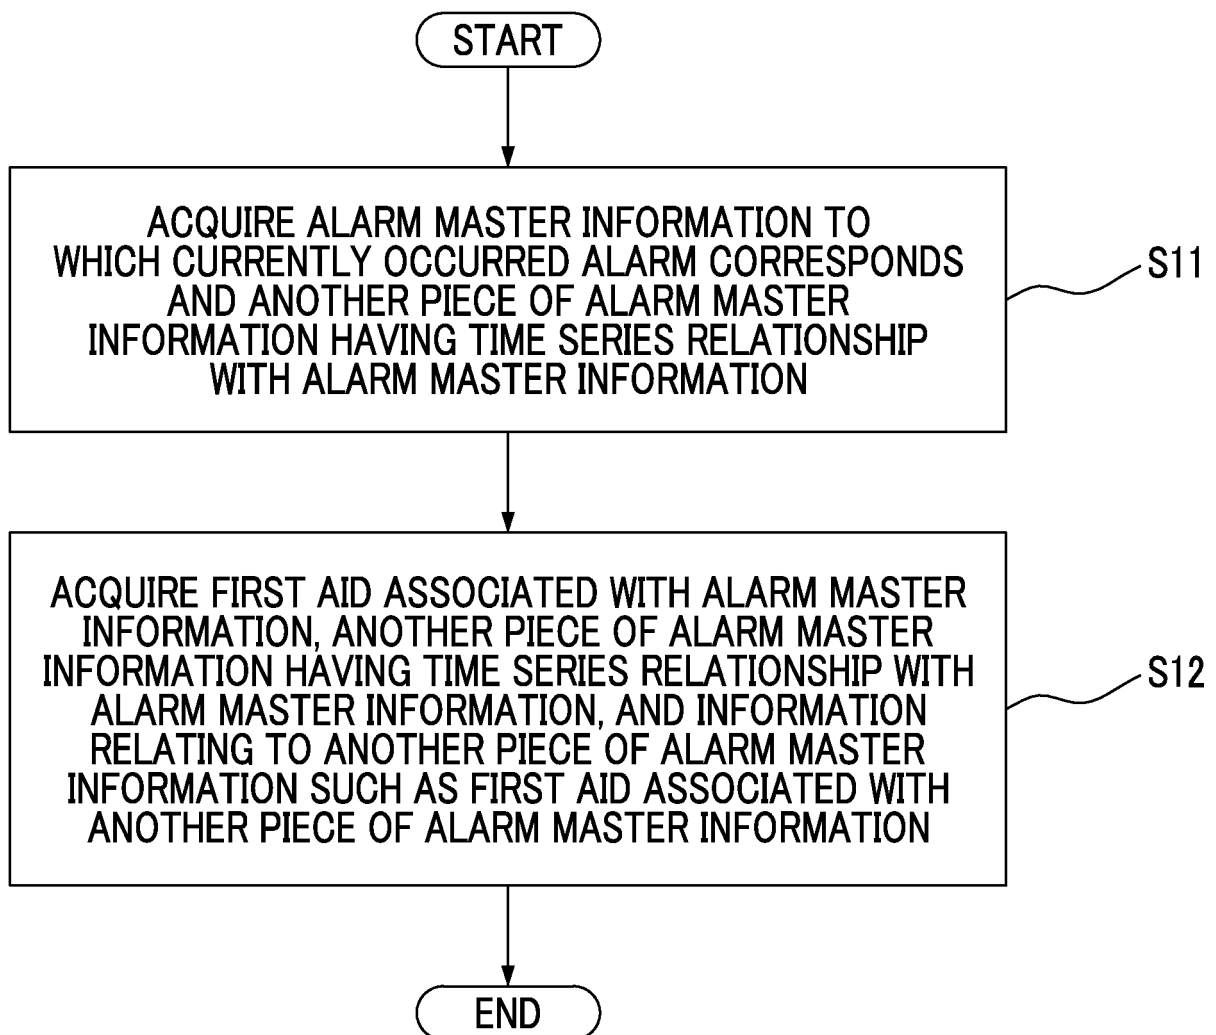 START
ACQUIRE ALARM MASTER INFORMATION TO
WHICH CURRENTLY OCCURRED ALARM CORRESPONDS
AND ANOTHER PIECE OF ALARM MASTER
INFORMATION HAVING TIME SERIES RELATIONSHIP
WITH ALARM MASTER INFORMATION
S11
ACQUIRE FIRST AID ASSOCIATED WITH ALARM MASTER
INFORMATION, ANOTHER PIECE OF ALARM MASTER
INFORMATION HAVING TIME SERIES RELATIONSHIP WITH
ALARM MASTER INFORMATION, AND INFORMATION
RELATING TO ANOTHER PIECE OF ALARM MASTER
INFORMATION SUCH AS FIRST AID ASSOCIATED WITH
ANOTHER PIECE OF ALARM MASTER INFORMATION
S12
END